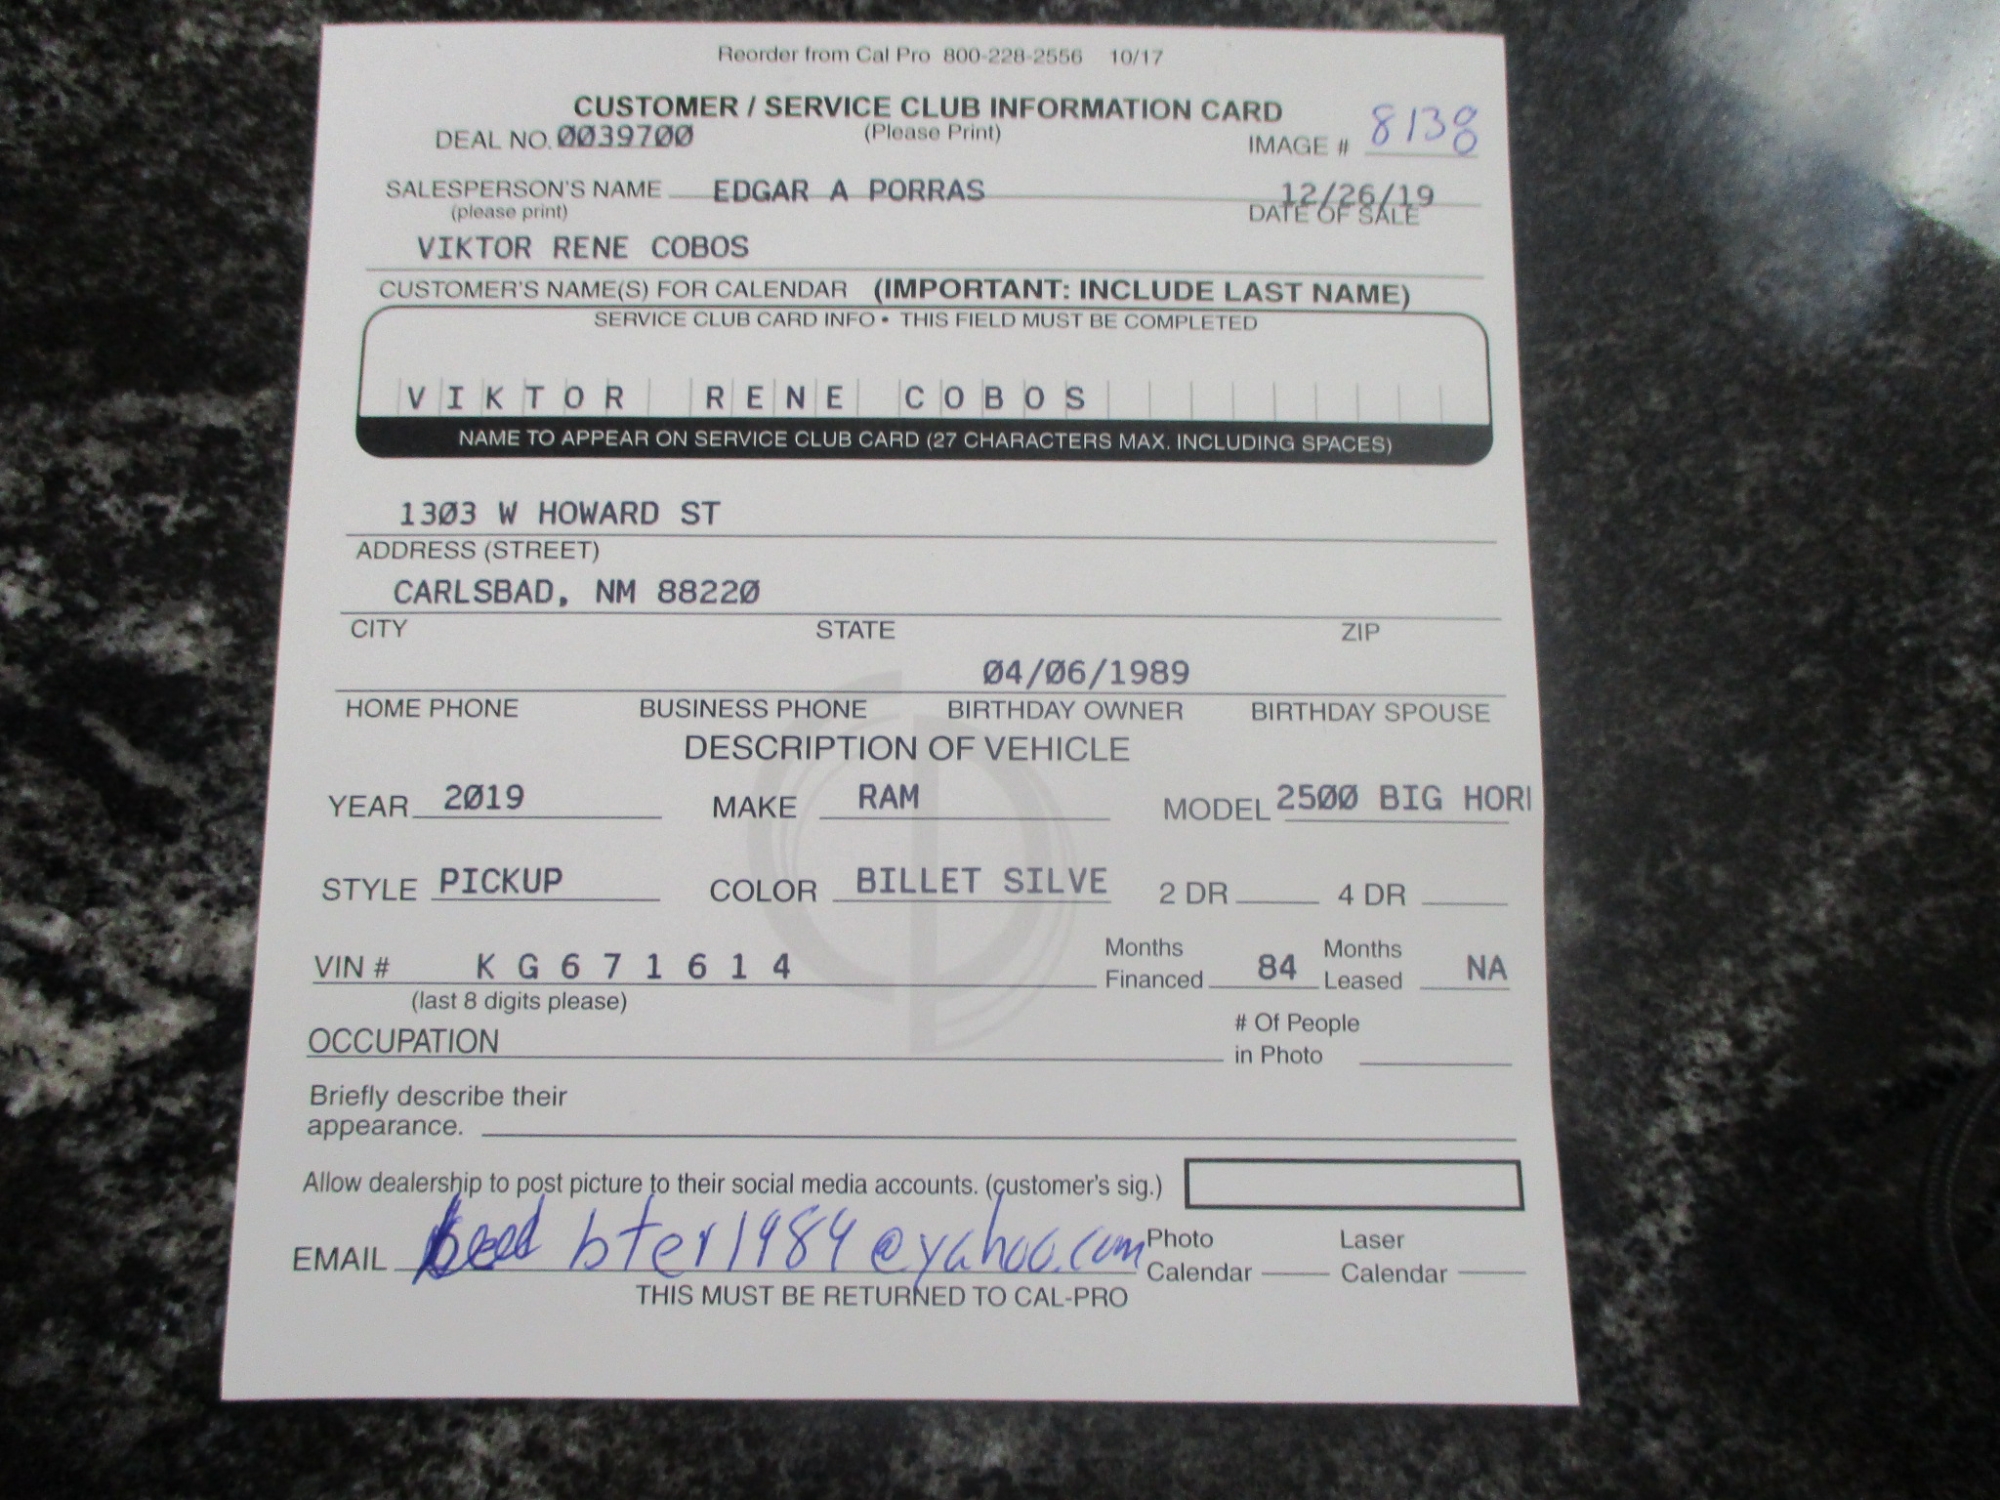 Reorder from Cal Pro 800-228-2556 10/17
CUSTOMER / SERVICE CLUB INFORMATION CARD
DEAL NO. 0039700 (Please Print) IMAGE # 8138
SALESPERSON'S NAME EDGAR A PORRAS 12/26/19
(please print) DATE OF SALE
VIKTOR RENE COBOS
CUSTOMER'S NAME(S) FOR CALENDAR (IMPORTANT: INCLUDE LAST NAME)
SERVICE CLUB CARD INFO • THIS FIELD MUST BE COMPLETED
VIKTOR RENE COBOS
NAME TO APPEAR ON SERVICE CLUB CARD (27 CHARACTERS MAX. INCLUDING SPACES)
1303 W HOWARD ST
ADDRESS (STREET)
CARLSBAD, NM 88220
CITY STATE ZIP
04/06/1989
HOME PHONE BUSINESS PHONE BIRTHDAY OWNER BIRTHDAY SPOUSE
DESCRIPTION OF VEHICLE
YEAR 2019 MAKE RAM MODEL 2500 BIG HORI
STYLE PICKUP COLOR BILLET SILVE 2 DR 4 DR
VIN # KG671614 Months Financed 84 Months Leased NA
(last 8 digits please)
OCCUPATION # Of People in Photo
Briefly describe their
appearance.
Allow dealership to post picture to their social media accounts. (customer's sig.)
EMAIL bter1984@yahoo.com Photo Calendar Laser Calendar
THIS MUST BE RETURNED TO CAL-PRO